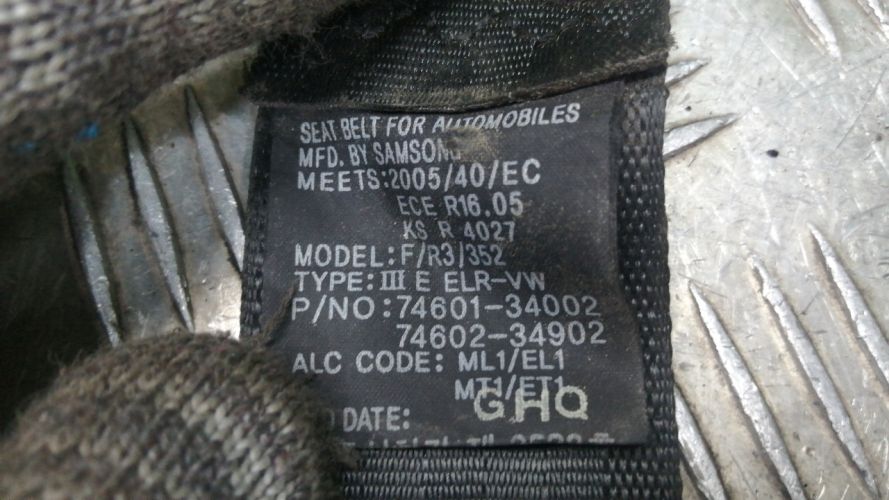 SEAT BELT FOR AUTOMOBILES
MFD. BY SAMSONG
MEETS:2005/40/EC
ECE R16.05
KS R 4027
MODEL:F/R3/352
TYPE:III E ELR-VW
P/NO:74601-34002
74602-34902
ALC CODE: ML1/EL1
MT1/ET1
GHQ
DATE: